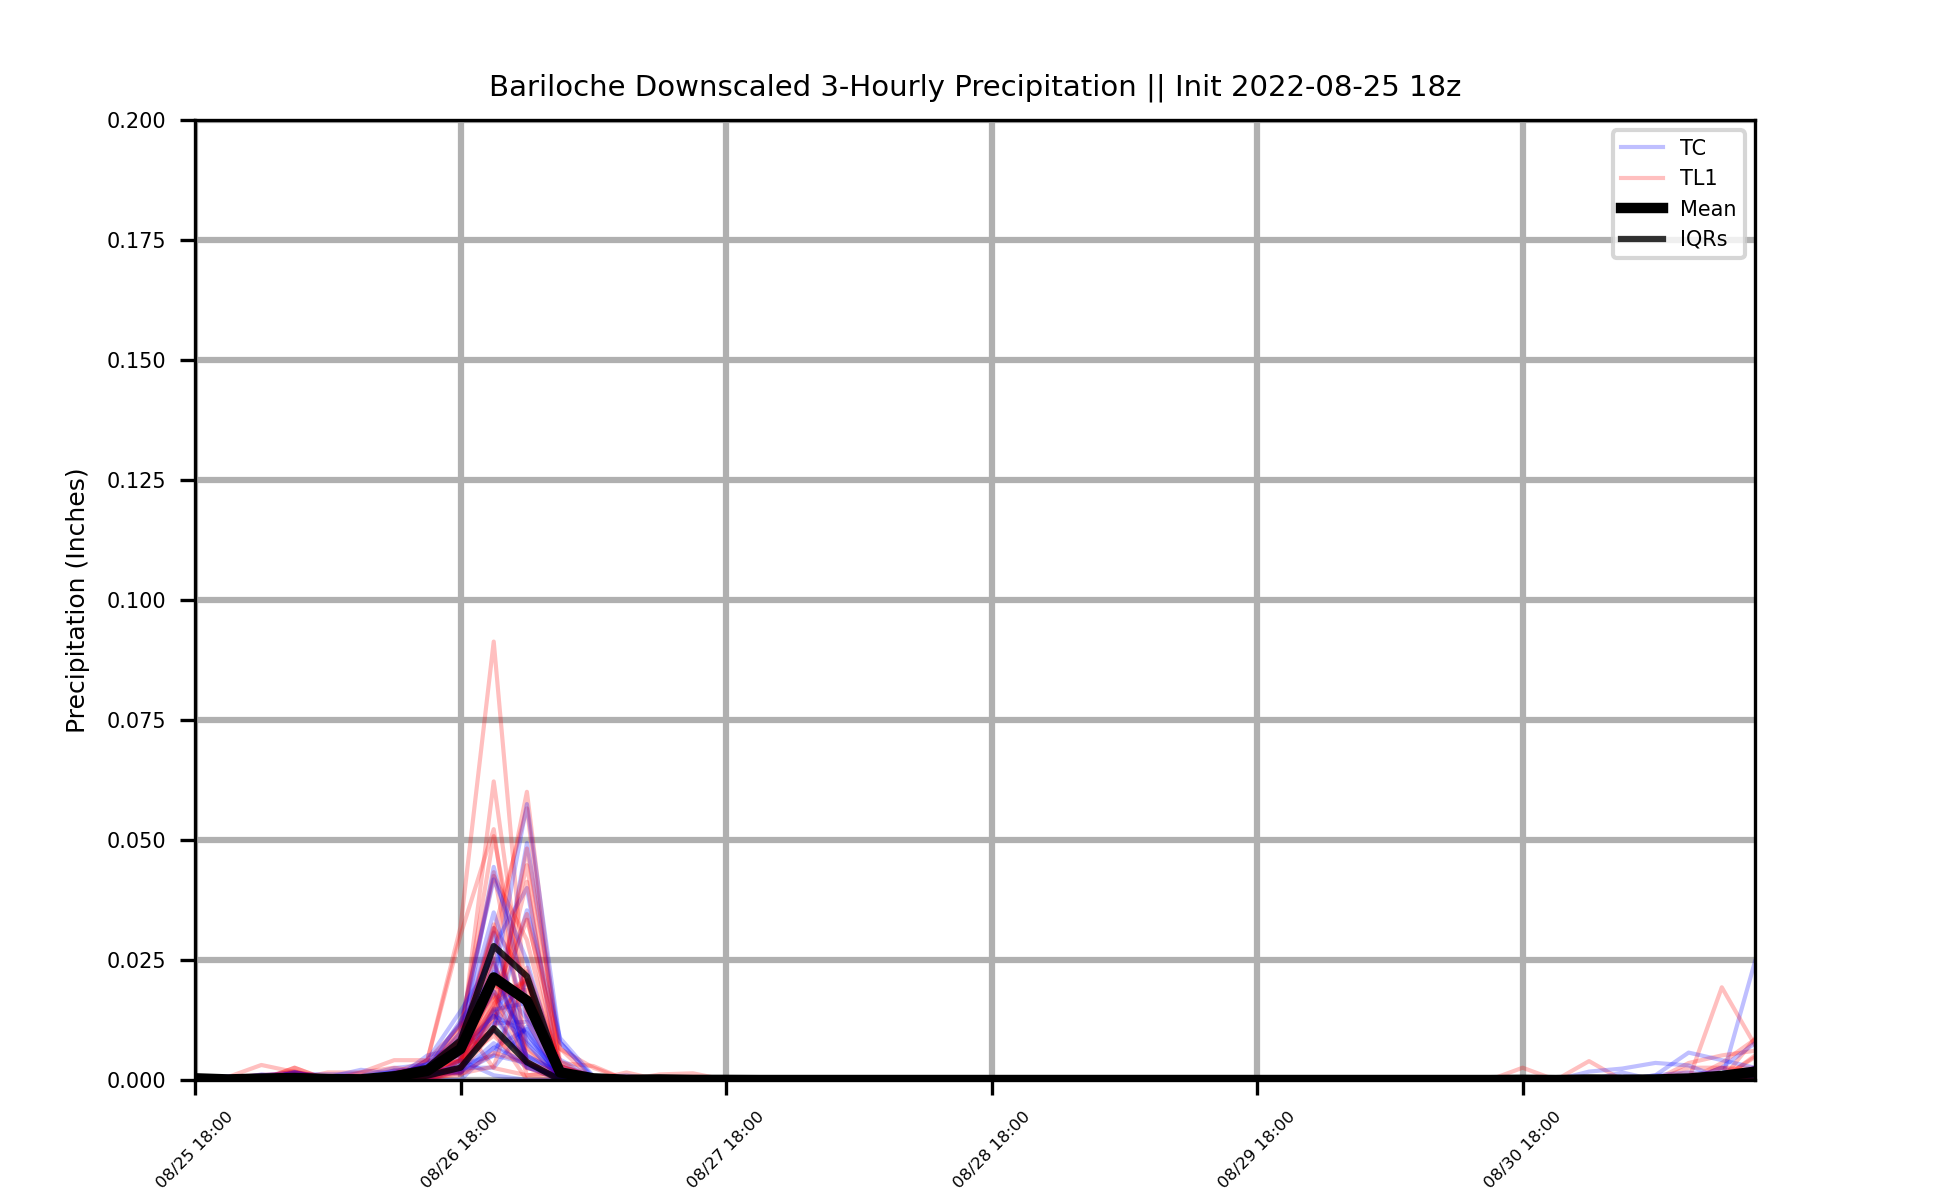 Bariloche Downscaled 3-Hourly Precipitation || Init 2022-08-25 18z
0.200
0.175
0.150
0.125
0.100
0.075
0.050
0.025
0.000
Precipitation (Inches)
TC
TL1
Mean
IQRs
08/25 18:00
08/26 18:00
08/27 18:00
08/28 18:00
08/29 18:00
08/30 18:00